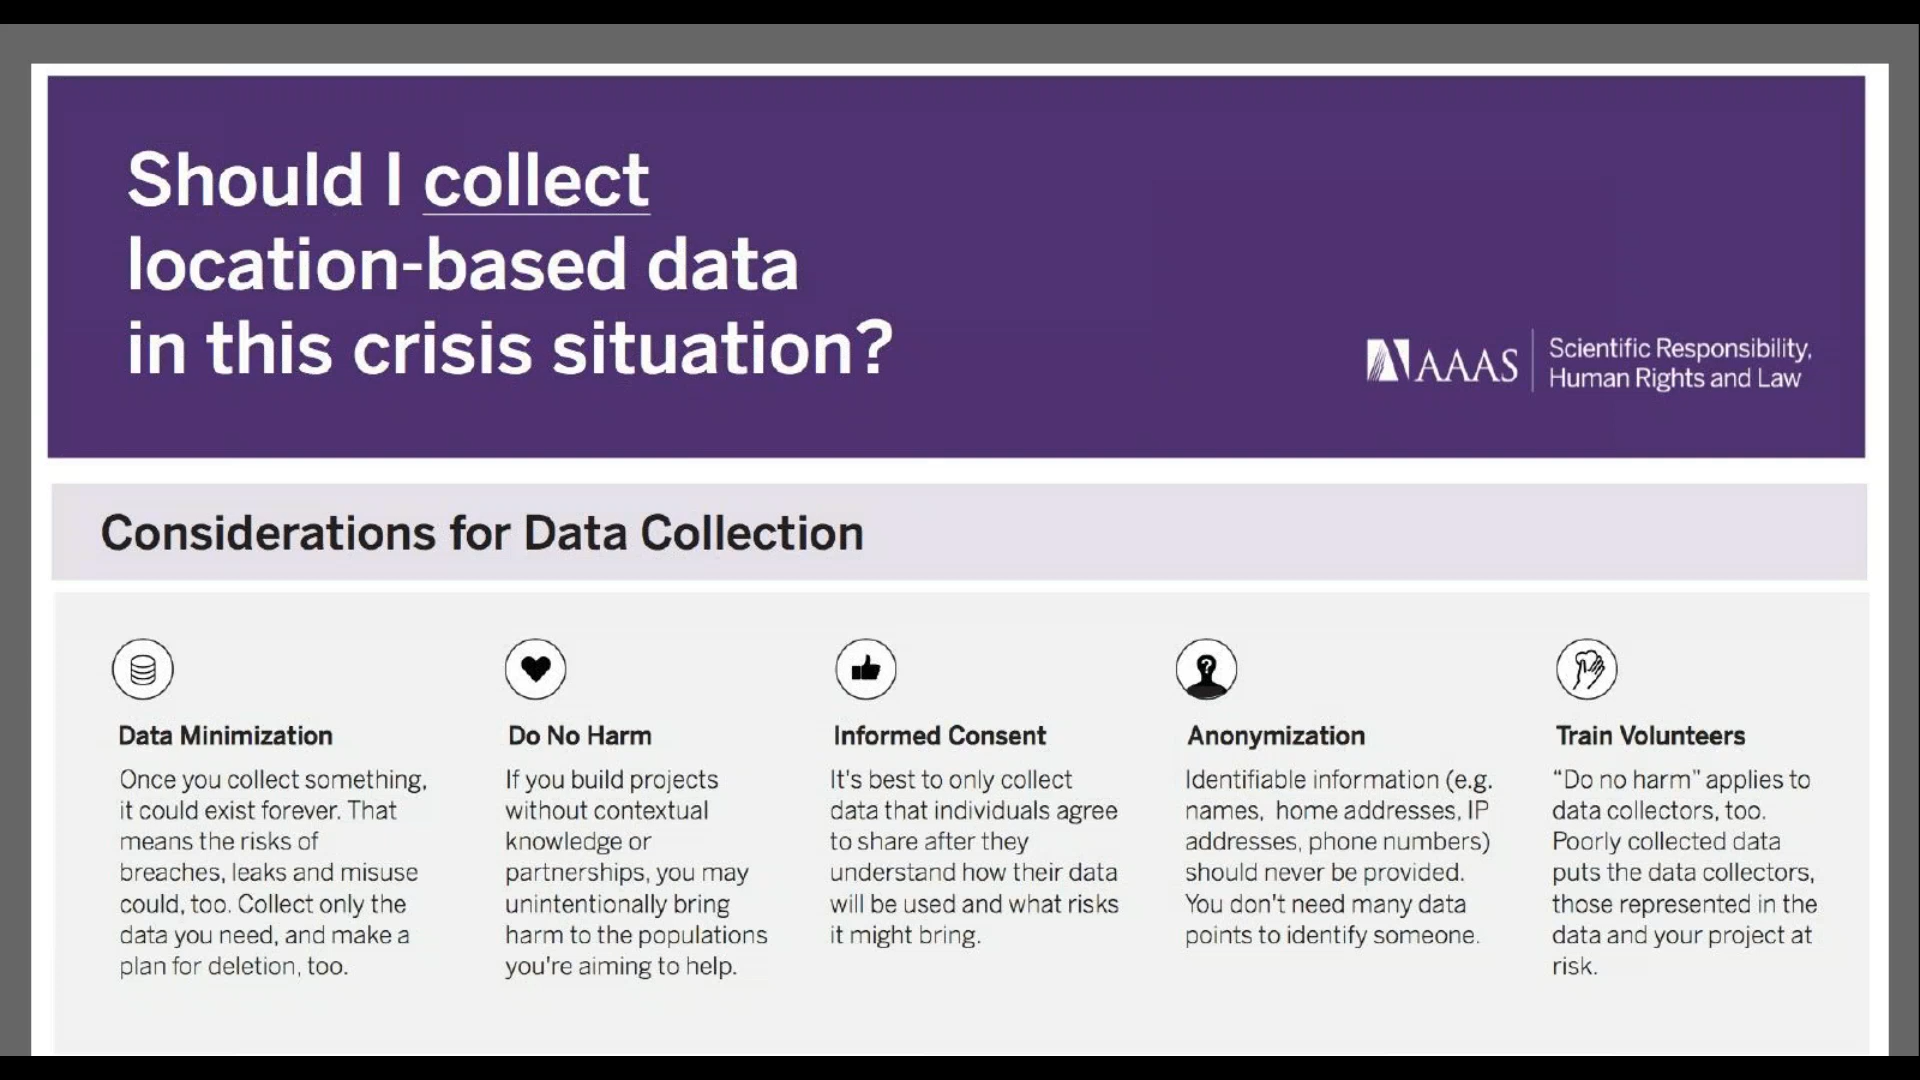 Should I collect
location-based data
in this crisis situation?
AAAS
Scientific Responsibility,
Human Rights and Law
Considerations for Data Collection
Data Minimization
Once you collect something,
it could exist forever. That
means the risks of
breaches, leaks and misuse
could, too. Collect only the
data you need, and make a
plan for deletion, too.
Do No Harm
If you build projects
without contextual
knowledge or
partnerships, you may
unintentionally bring
harm to the populations
you're aiming to help.
Informed Consent
It's best to only collect
data that individuals agree
to share after they
understand how their data
will be used and what risks
it might bring.
?
Anonymization
Identifiable information (e.g.
names, home addresses, IP
addresses, phone numbers)
should never be provided.
You don't need many data
points to identify someone.
Train Volunteers
“Do no harm” applies to
data collectors, too.
Poorly collected data
puts the data collectors,
those represented in the
data and your project at
risk.